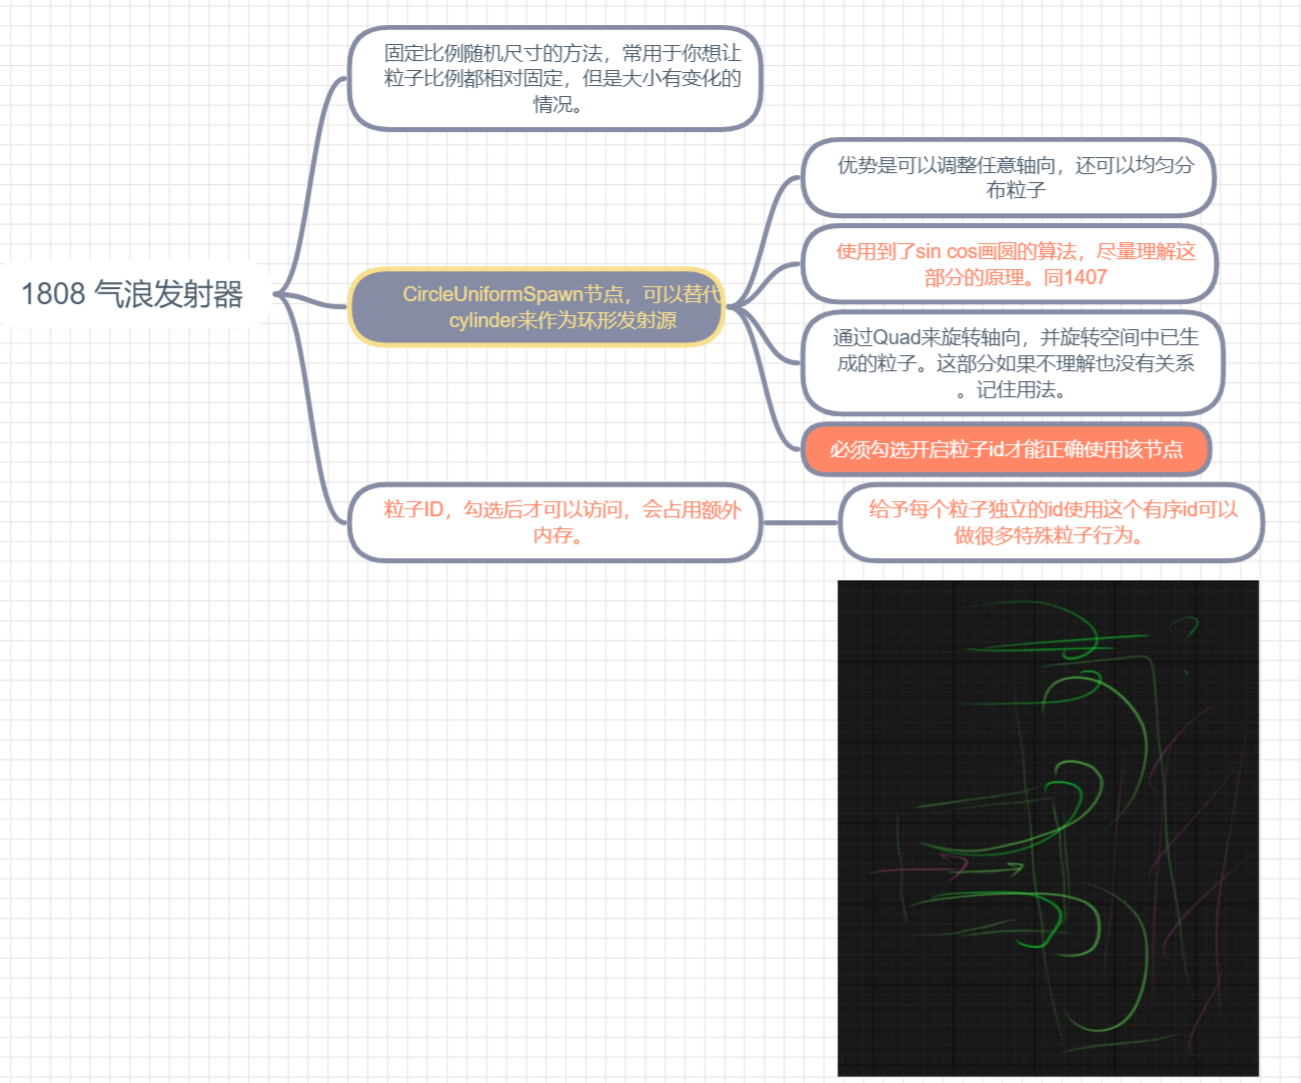 固定比例随机尺寸的方法，常用于你想让
粒子比例都相对固定，但是大小有变化的
情况。
优势是可以调整任意轴向，还可以均匀分
布粒子
使用到了sin cos画圆的算法，尽量理解这
部分的原理。同1407
1808 气浪发射器
CircleUniformSpawn节点，可以替代
cylinder来作为环形发射源
通过Quad来旋转轴向，并旋转空间中已生
成的粒子。这部分如果不理解也没有关系
。记住用法。
必须勾选开启粒子id才能正确使用该节点
粒子ID，勾选后才可以访问，会占用额外
内存。
给予每个粒子独立的id使用这个有序id可以
做很多特殊粒子行为。